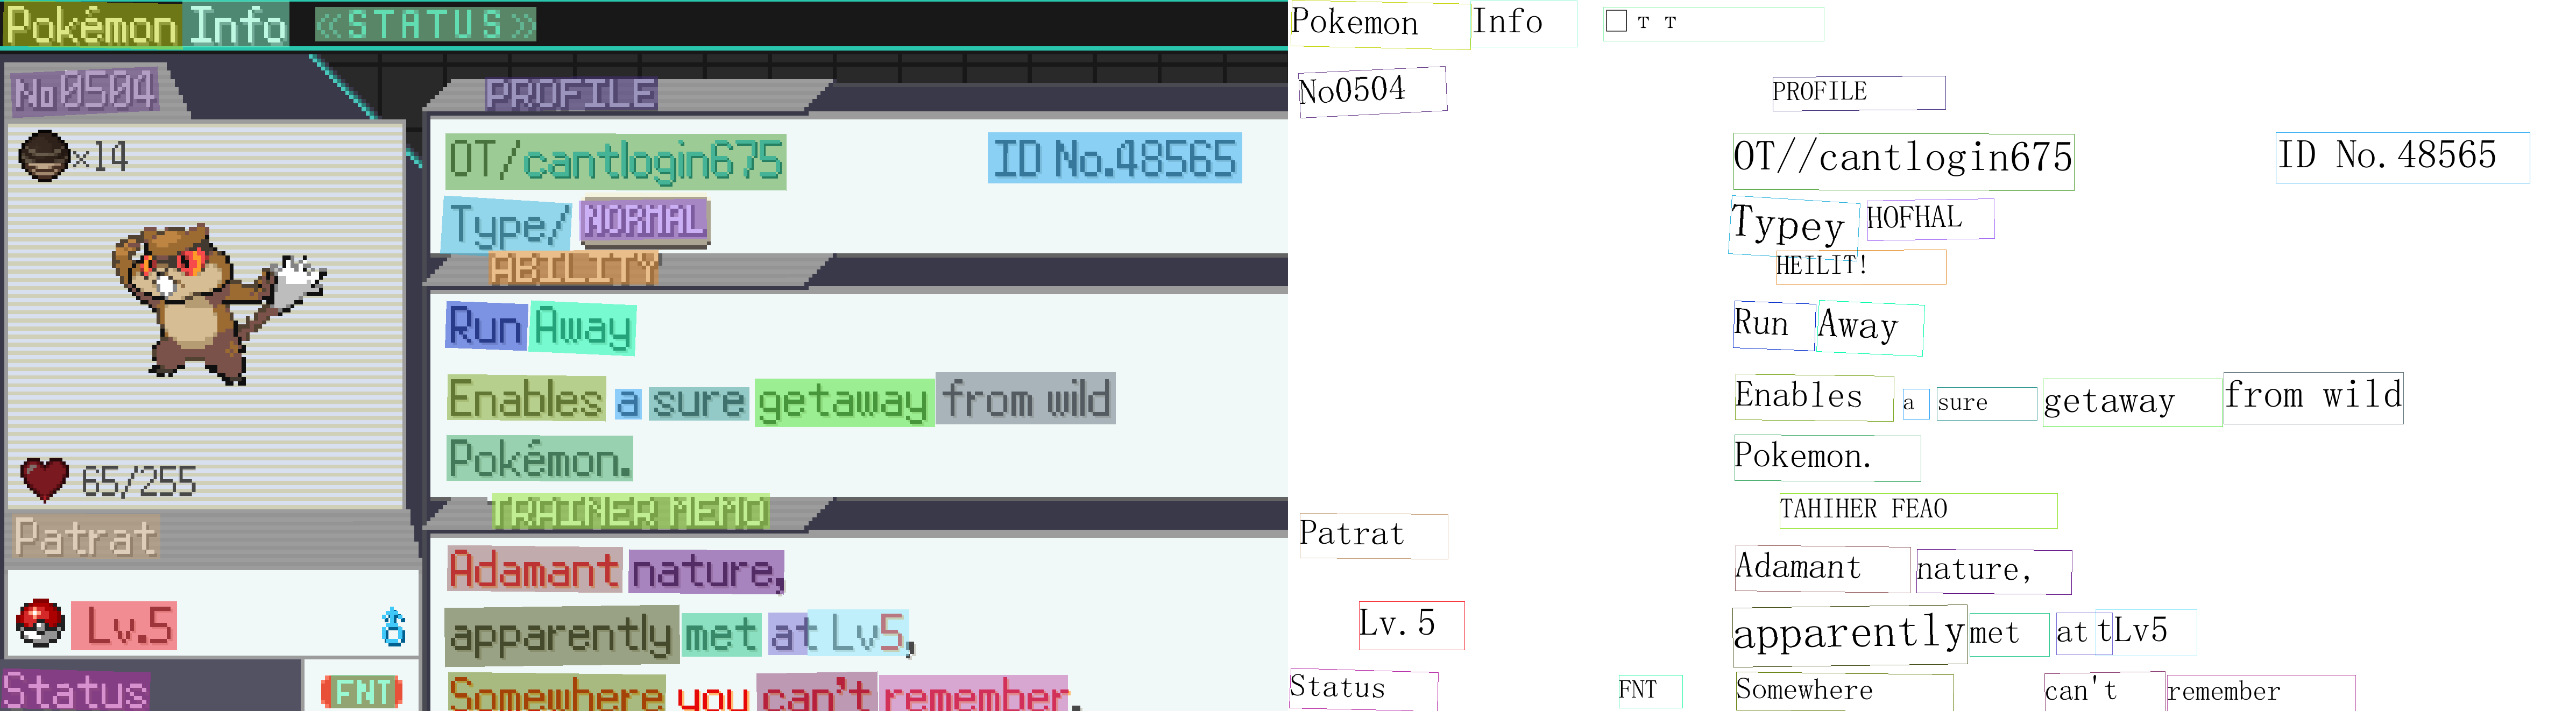 Pokémon Info «STATUS»
No0504
×14
65/255
Patrat
Lv.5
Status FNT
PROFILE
OT/cantlogin675 ID No.48565
Type/ NORMAL
ABILITY
Run Away
Enables a sure getaway from wild
Pokémon.
TRAINER MEMO
Adamant nature,
apparently met at Lv5,
Somewhere you can't remember.
Pokemon Info □ T T
No0504
Patrat
Lv. 5
Status FNT
PROFILE
OT//cantlogin675 ID No. 48565
Typey HOFHAL
HEILIT!
Run Away
Enables a sure getaway from wild
Pokemon.
TAHIHER FEAO
Adamant nature,
apparently met at tLv5
Somewhere can't remember